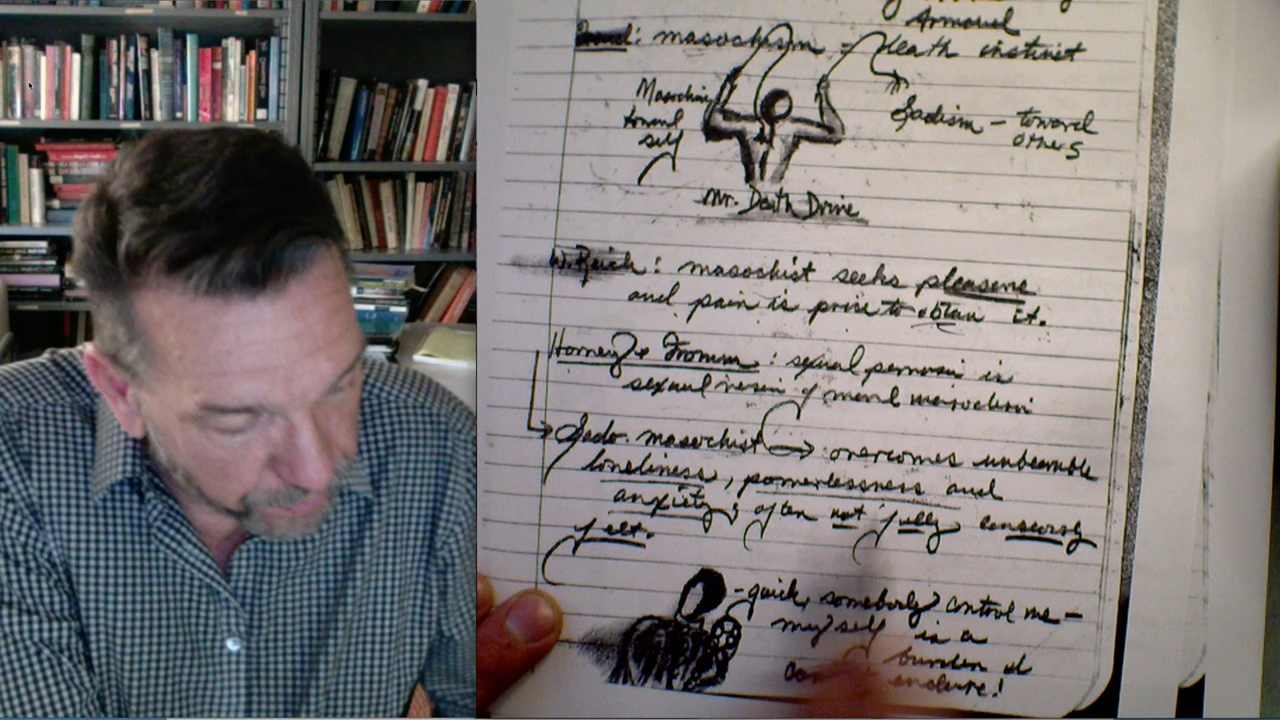 Armored
: masochism = death instinct
toward
self
Sadism - toward
others
Mr. Death Drive
W. Reich : masochist seeks pleasure
and pain is price to obtain it.
Horney & Fromm : sexual perversion is
sexual version of moral masochism
Sado-masochist → overcomes unbearable
loneliness, powerlessness and
anxiety; often not fully consciously
felt.
- quick, somebody control me -
myself is a
burden I
endure!